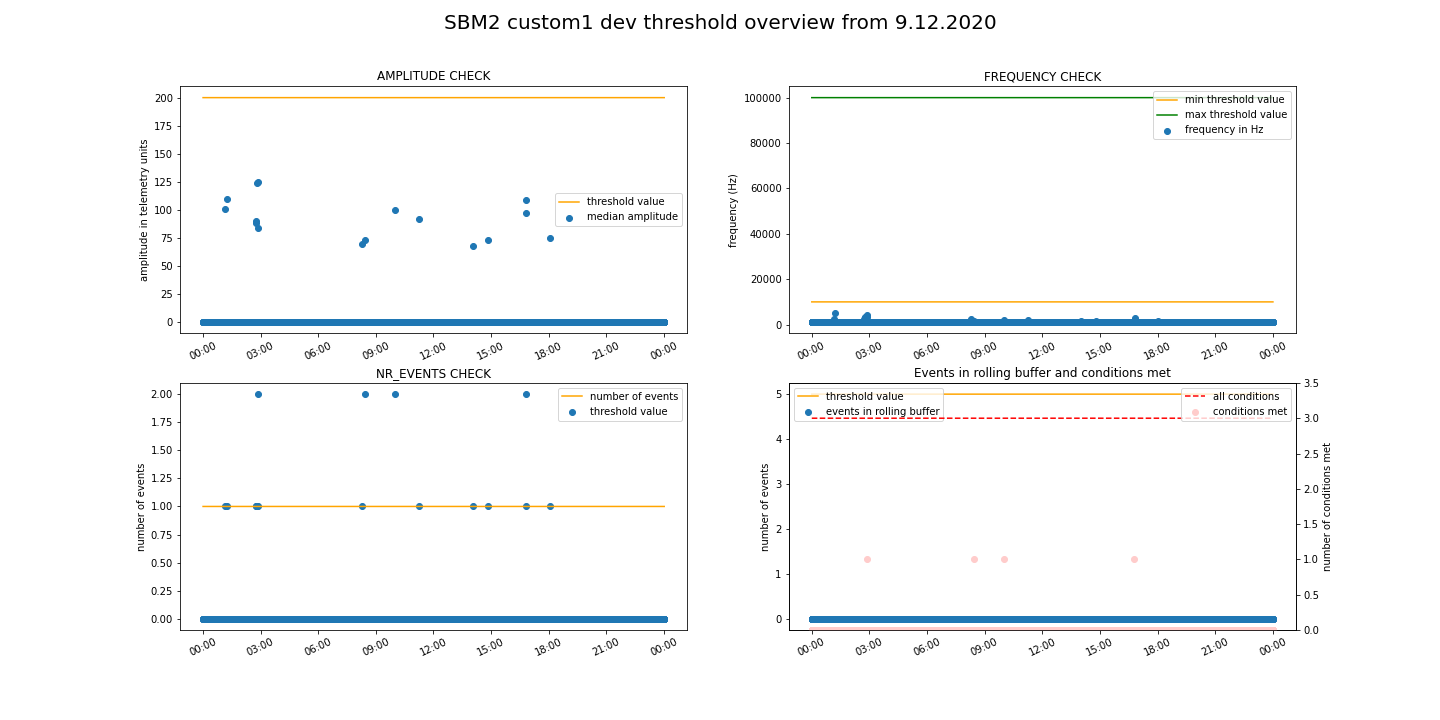 SBM2 custom1 dev threshold overview from 9.12.2020
AMPLITUDE CHECK
amplitude in telemetry units
200
175
150
125
100
75
50
25
0
threshold value
median amplitude
00:00 03:00 06:00 09:00 12:00 15:00 18:00 21:00 00:00
FREQUENCY CHECK
frequency (Hz)
100000
80000
60000
40000
20000
0
min threshold value
max threshold value
frequency in Hz
00:00 03:00 06:00 09:00 12:00 15:00 18:00 21:00 00:00
NR_EVENTS CHECK
number of events
2.00
1.75
1.50
1.25
1.00
0.75
0.50
0.25
0.00
number of events
threshold value
00:00 03:00 06:00 09:00 12:00 15:00 18:00 21:00 00:00
Events in rolling buffer and conditions met
number of events
5
4
3
2
1
0
threshold value
events in rolling buffer
all conditions
conditions met
3.5
3.0
2.5
2.0
1.5
1.0
0.5
0.0
number of conditions met
00:00 03:00 06:00 09:00 12:00 15:00 18:00 21:00 00:00